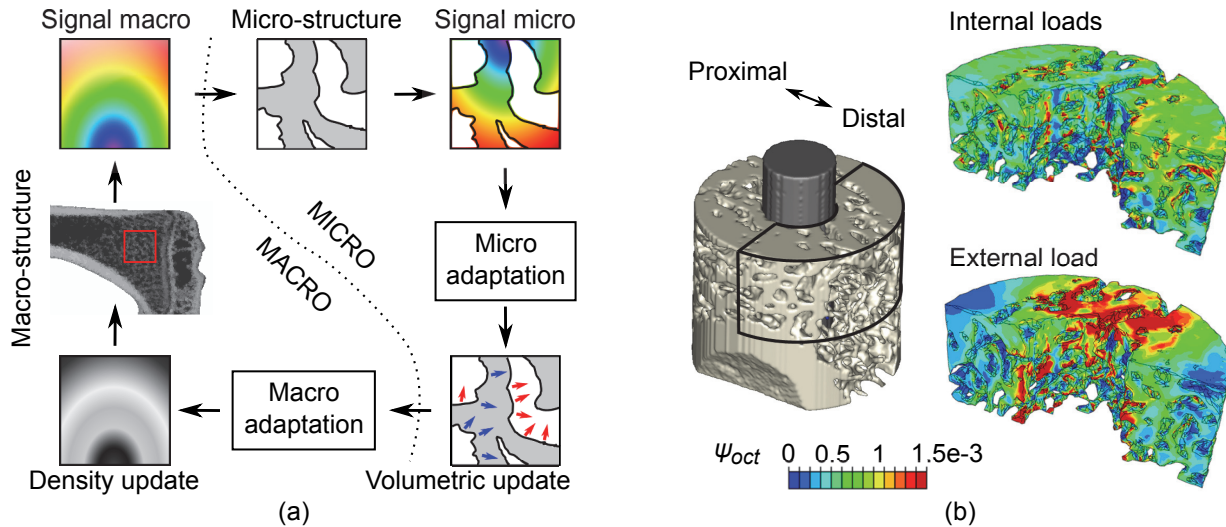 Signal macro
Micro-structure
Signal micro
Macro-structure
MICRO
MACRO
Micro
adaptation
Macro
adaptation
Density update
Volumetric update
(a)
Proximal
Distal
Internal loads
External load
ψoct 0 0.5 1 1.5e-3
(b)